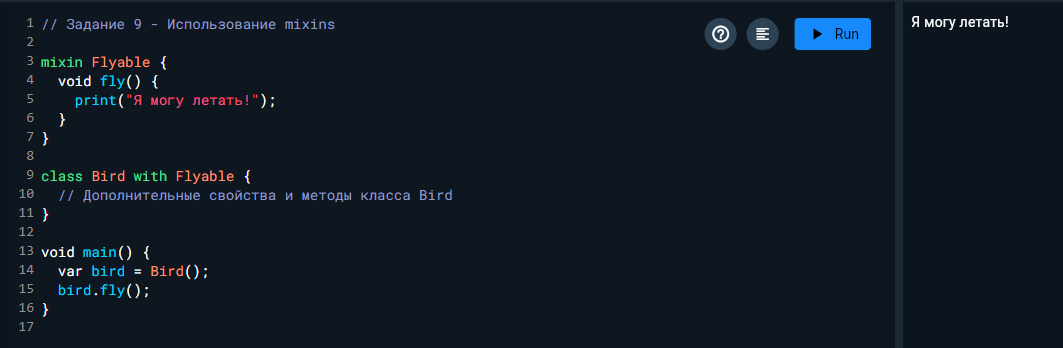 1 // Задание 9 - Использование mixins
2
3 mixin Flyable {
4   void fly() {
5     print("Я могу летать!");
6   }
7 }
8
9 class Bird with Flyable {
10   // Дополнительные свойства и методы класса Bird
11 }
12
13 void main() {
14   var bird = Bird();
15   bird.fly();
16 }
17
Run
Я могу летать!